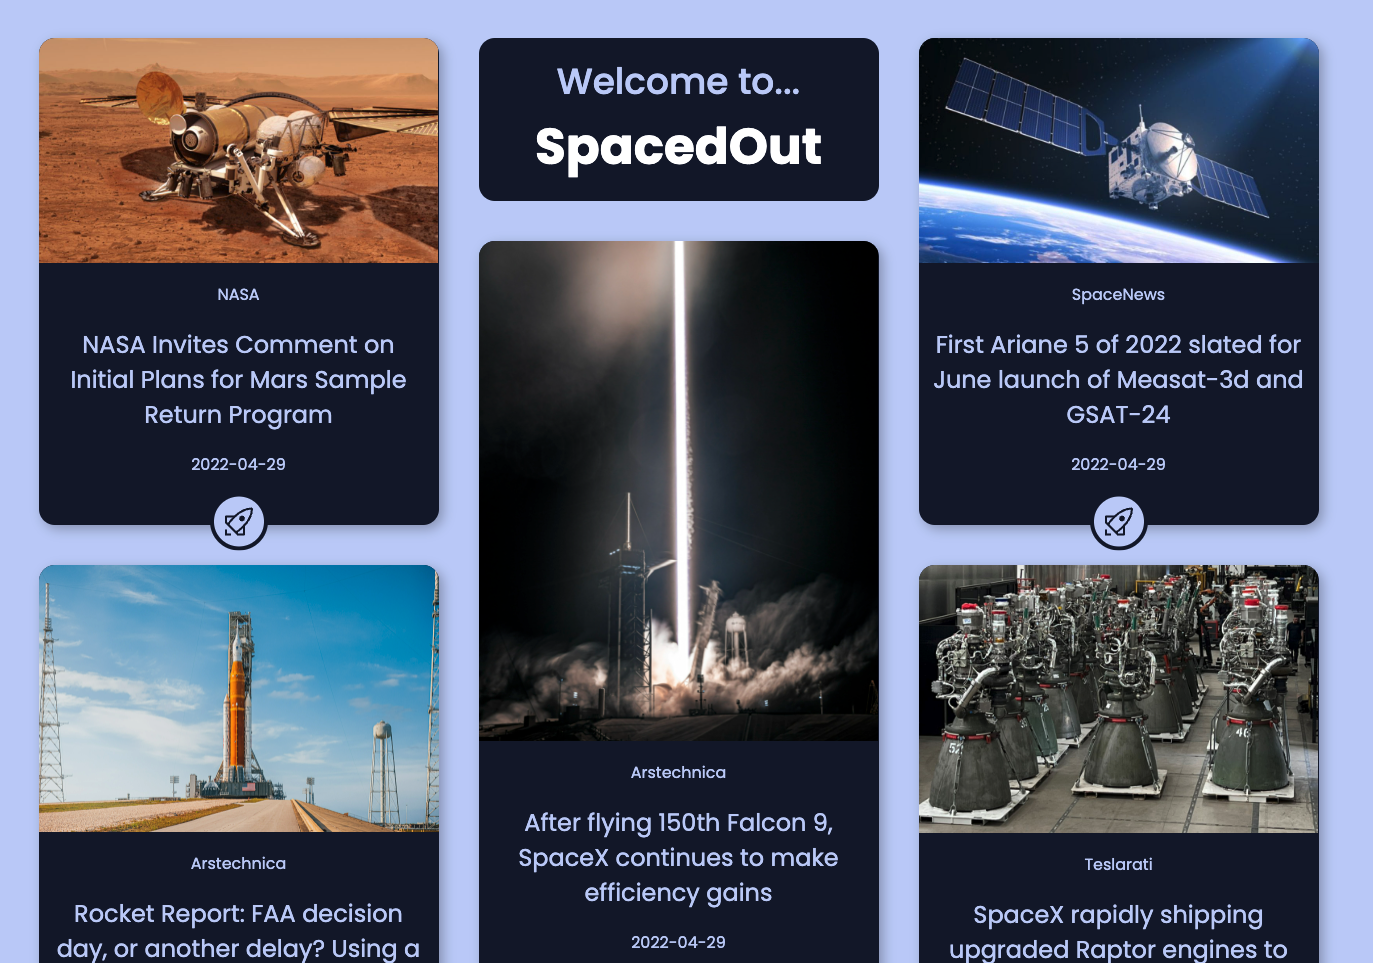 NASA
NASA Invites Comment on
Initial Plans for Mars Sample
Return Program
2022-04-29
Arstechnica
Rocket Report: FAA decision
day, or another delay? Using a
Welcome to...
SpacedOut
Arstechnica
After flying 150th Falcon 9,
SpaceX continues to make
efficiency gains
2022-04-29
SpaceNews
First Ariane 5 of 2022 slated for
June launch of Measat-3d and
GSAT-24
2022-04-29
52
46
Teslarati
SpaceX rapidly shipping
upgraded Raptor engines to